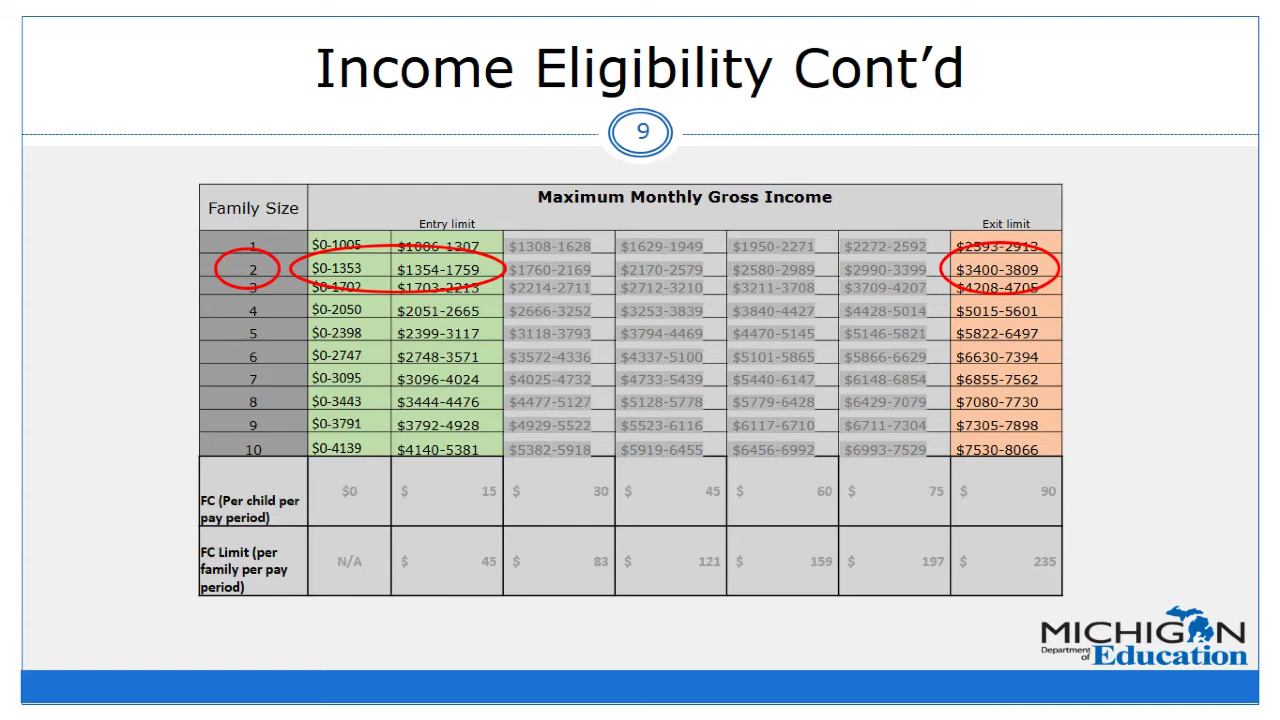 Income Eligibility Cont’d
9
Family Size
Maximum Monthly Gross Income
Entry limit
Exit limit
1 $0-1005 $1006-1307 $1308-1628 $1629-1949 $1950-2271 $2272-2592 $2593-2913
2 $0-1353 $1354-1759 $1760-2169 $2170-2579 $2580-2989 $2990-3399 $3400-3809
3 $0-1702 $1703-2213 $2214-2711 $2712-3210 $3211-3708 $3709-4207 $4208-4705
4 $0-2050 $2051-2665 $2666-3252 $3253-3839 $3840-4427 $4428-5014 $5015-5601
5 $0-2398 $2399-3117 $3118-3793 $3794-4469 $4470-5145 $5146-5821 $5822-6497
6 $0-2747 $2748-3571 $3572-4336 $4337-5100 $5101-5865 $5866-6629 $6630-7394
7 $0-3095 $3096-4024 $4025-4732 $4733-5439 $5440-6147 $6148-6854 $6855-7562
8 $0-3443 $3444-4476 $4477-5127 $5128-5778 $5779-6428 $6429-7079 $7080-7730
9 $0-3791 $3792-4928 $4929-5522 $5523-6116 $6117-6710 $6711-7304 $7305-7898
10 $0-4139 $4140-5381 $5382-5918 $5919-6455 $6456-6992 $6993-7529 $7530-8066
FC (Per child per
pay period)
$0 $ 15 $ 30 $ 45 $ 60 $ 75 $ 90
FC Limit (per
family per pay
period)
N/A $ 45 $ 83 $ 121 $ 159 $ 197 $ 235
MICHIGAN
Department
of Education